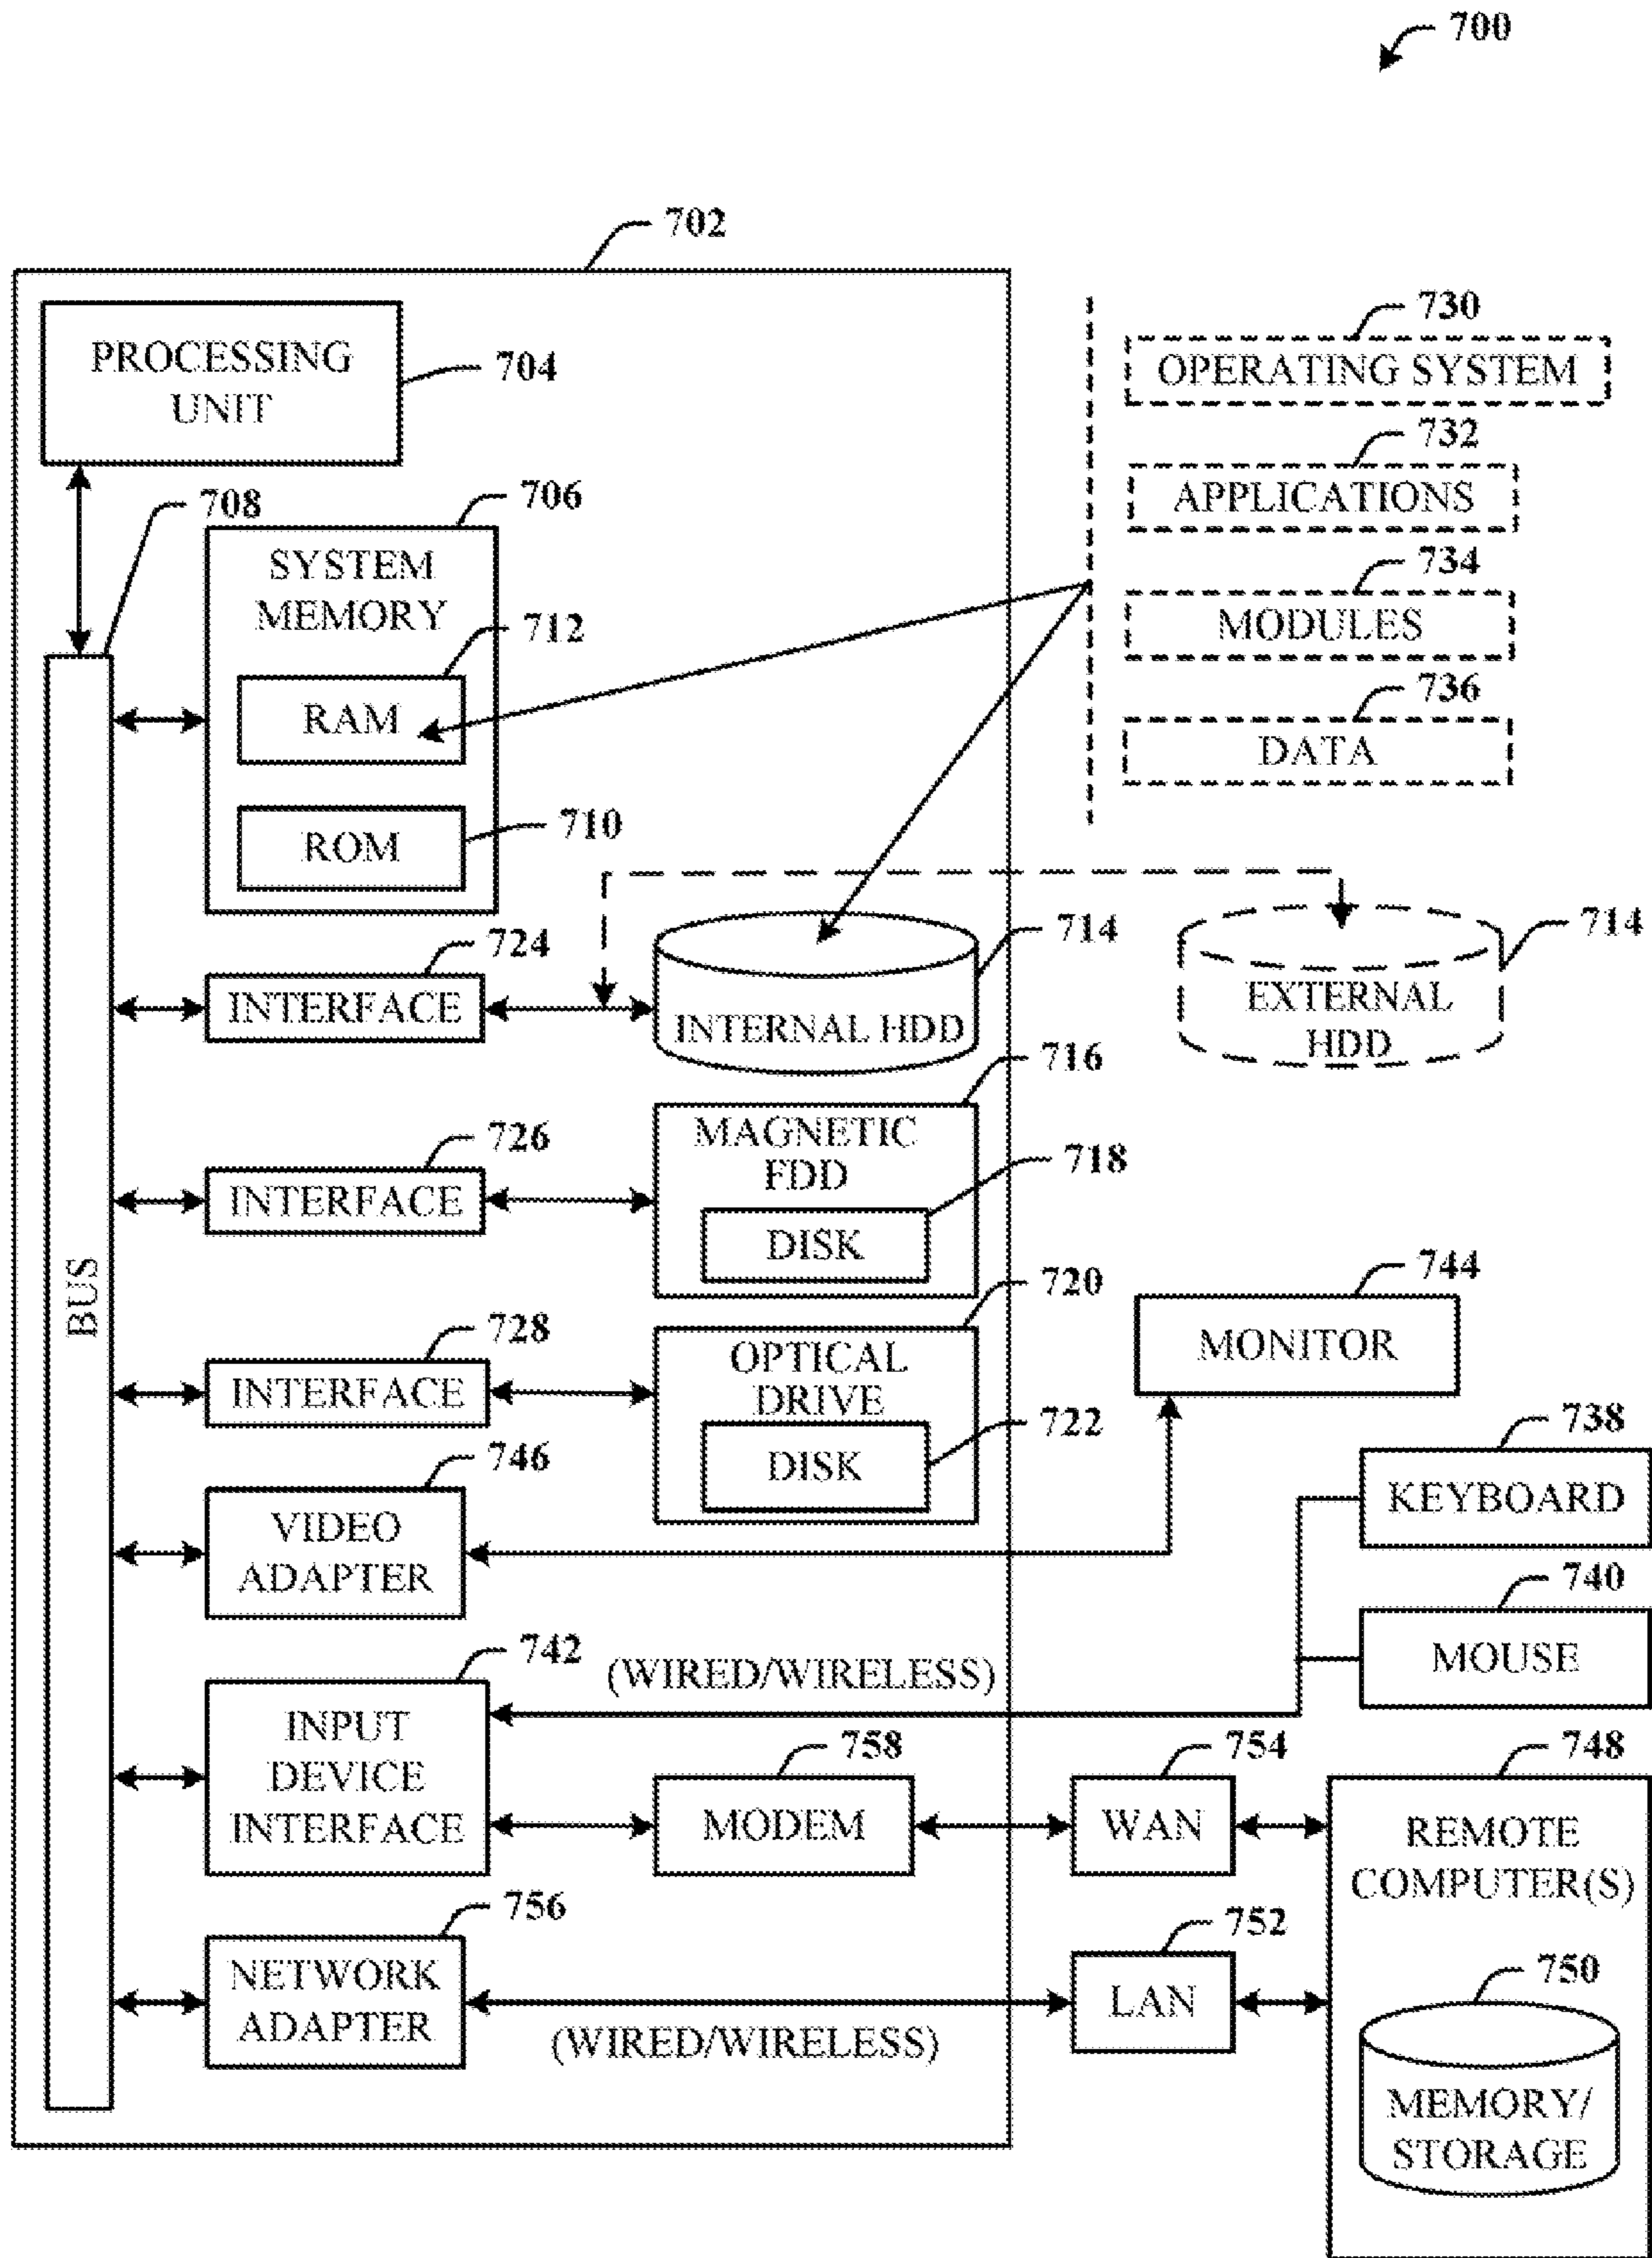 700
702
PROCESSING
UNIT
704
730
OPERATING SYSTEM
732
APPLICATIONS
734
MODULES
736
DATA
708
BUS
706
SYSTEM
MEMORY
712
RAM
710
ROM
724
INTERFACE
714
INTERNAL HDD
714
EXTERNAL
HDD
726
INTERFACE
716
MAGNETIC
FDD
718
DISK
728
INTERFACE
720
OPTICAL
DRIVE
722
DISK
744
MONITOR
746
VIDEO
ADAPTER
738
KEYBOARD
740
MOUSE
742
INPUT
DEVICE
INTERFACE
(WIRED/WIRELESS)
758
MODEM
754
WAN
748
REMOTE
COMPUTER(S)
756
NETWORK
ADAPTER
(WIRED/WIRELESS)
752
LAN
750
MEMORY/
STORAGE